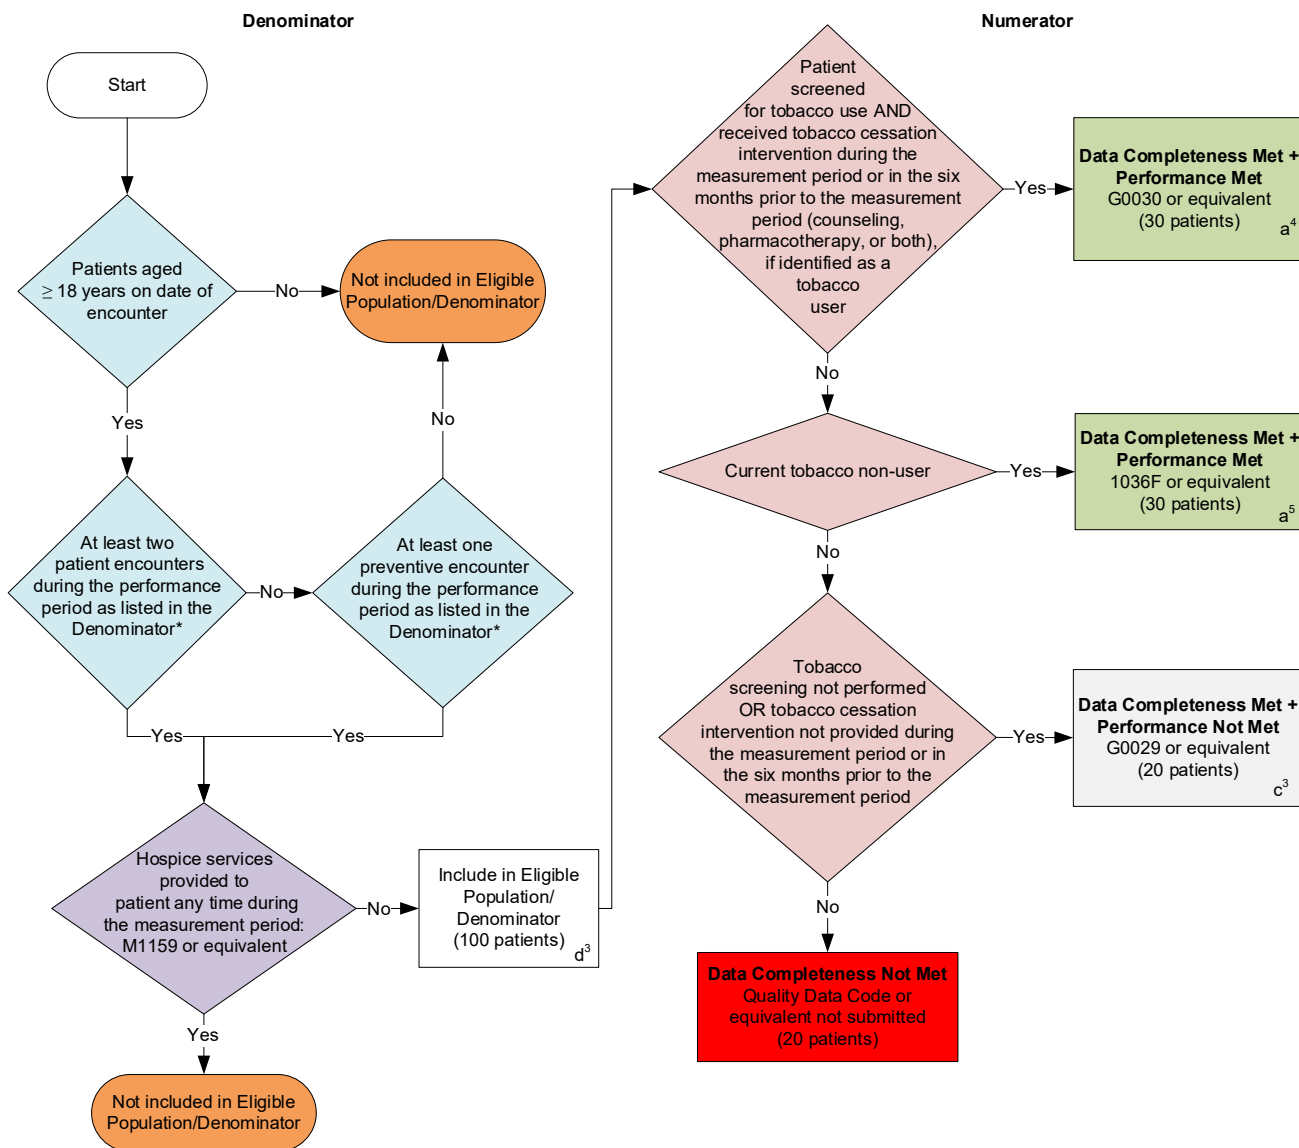 Denominator
Start
Patients aged
≥ 18 years on date of
encounter
No
Not included in Eligible
Population/Denominator
Yes
No
At least two
patient encounters
during the performance
period as listed in the
Denominator*
No
At least one
preventive encounter
during the performance
period as listed in the
Denominator*
Yes
Yes
Hospice services
provided to
patient any time during
the measurement period:
M1159 or equivalent
No
Include in Eligible
Population/
Denominator
(100 patients)
d³
Yes
Not included in Eligible
Population/Denominator
Numerator
Patient
screened
for tobacco use AND
received tobacco cessation
intervention during the
measurement period or in the six
months prior to the measurement
period (counseling,
pharmacotherapy, or both),
if identified as a
tobacco
user
Yes
Data Completeness Met +
Performance Met
G0030 or equivalent
(30 patients)
a⁴
No
Current tobacco non-user
Yes
Data Completeness Met +
Performance Met
1036F or equivalent
(30 patients)
a⁵
No
Tobacco
screening not performed
OR tobacco cessation
intervention not provided during
the measurement period or in
the six months prior to the
measurement period
Yes
Data Completeness Met +
Performance Not Met
G0029 or equivalent
(20 patients)
c³
No
Data Completeness Not Met
Quality Data Code or
equivalent not submitted
(20 patients)